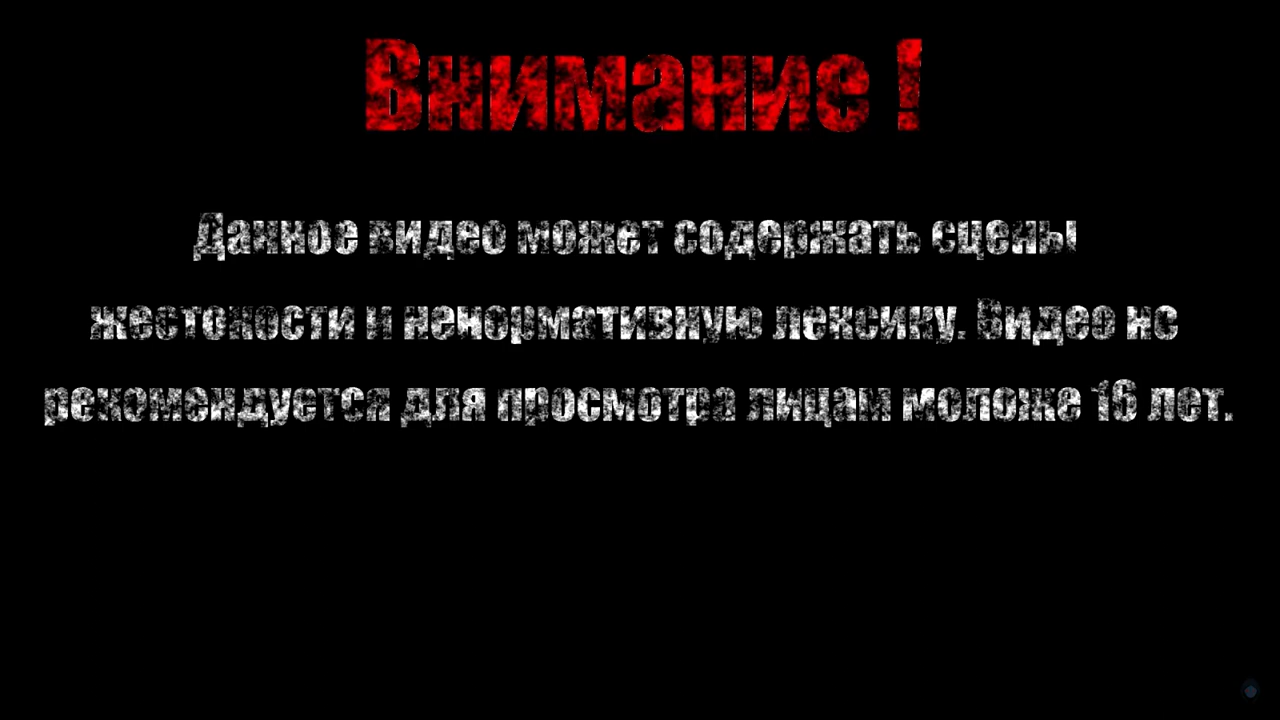 Внимание !
Данное видео может содержать сцены
жестокости и ненормативную лексику. Видео не
рекомендуется для просмотра лицам моложе 16 лет.